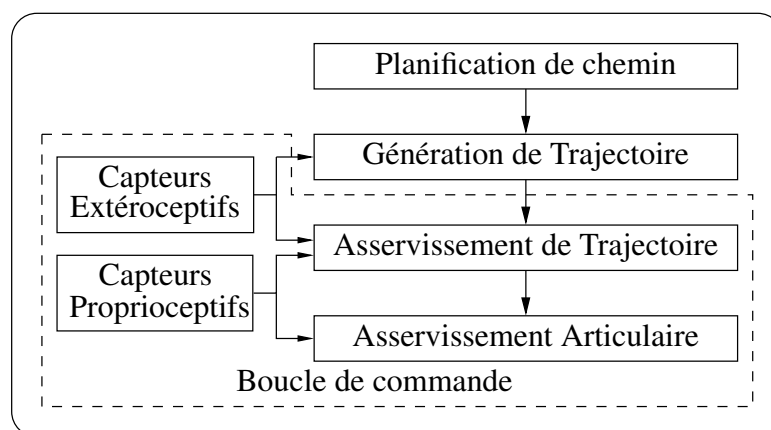 Planification de chemin
Génération de Trajectoire
Capteurs
Extéroceptifs
Asservissement de Trajectoire
Capteurs
Proprioceptifs
Asservissement Articulaire
Boucle de commande